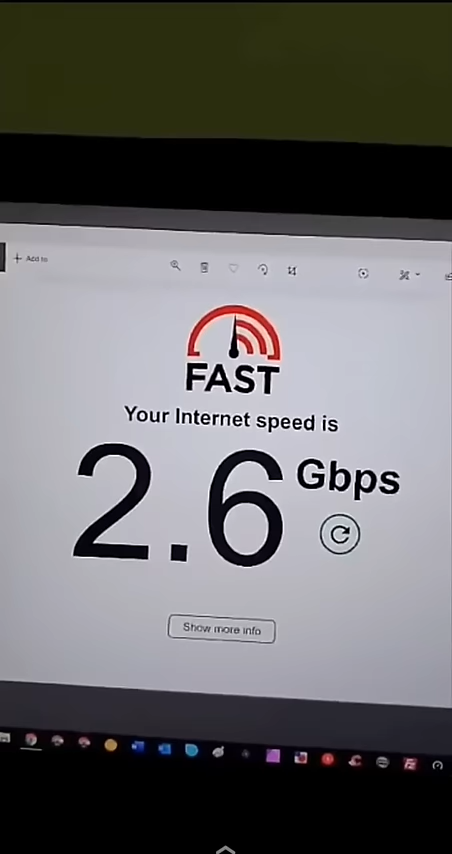 Add to
FAST
Your Internet speed is
2.6 Gbps
Show more info